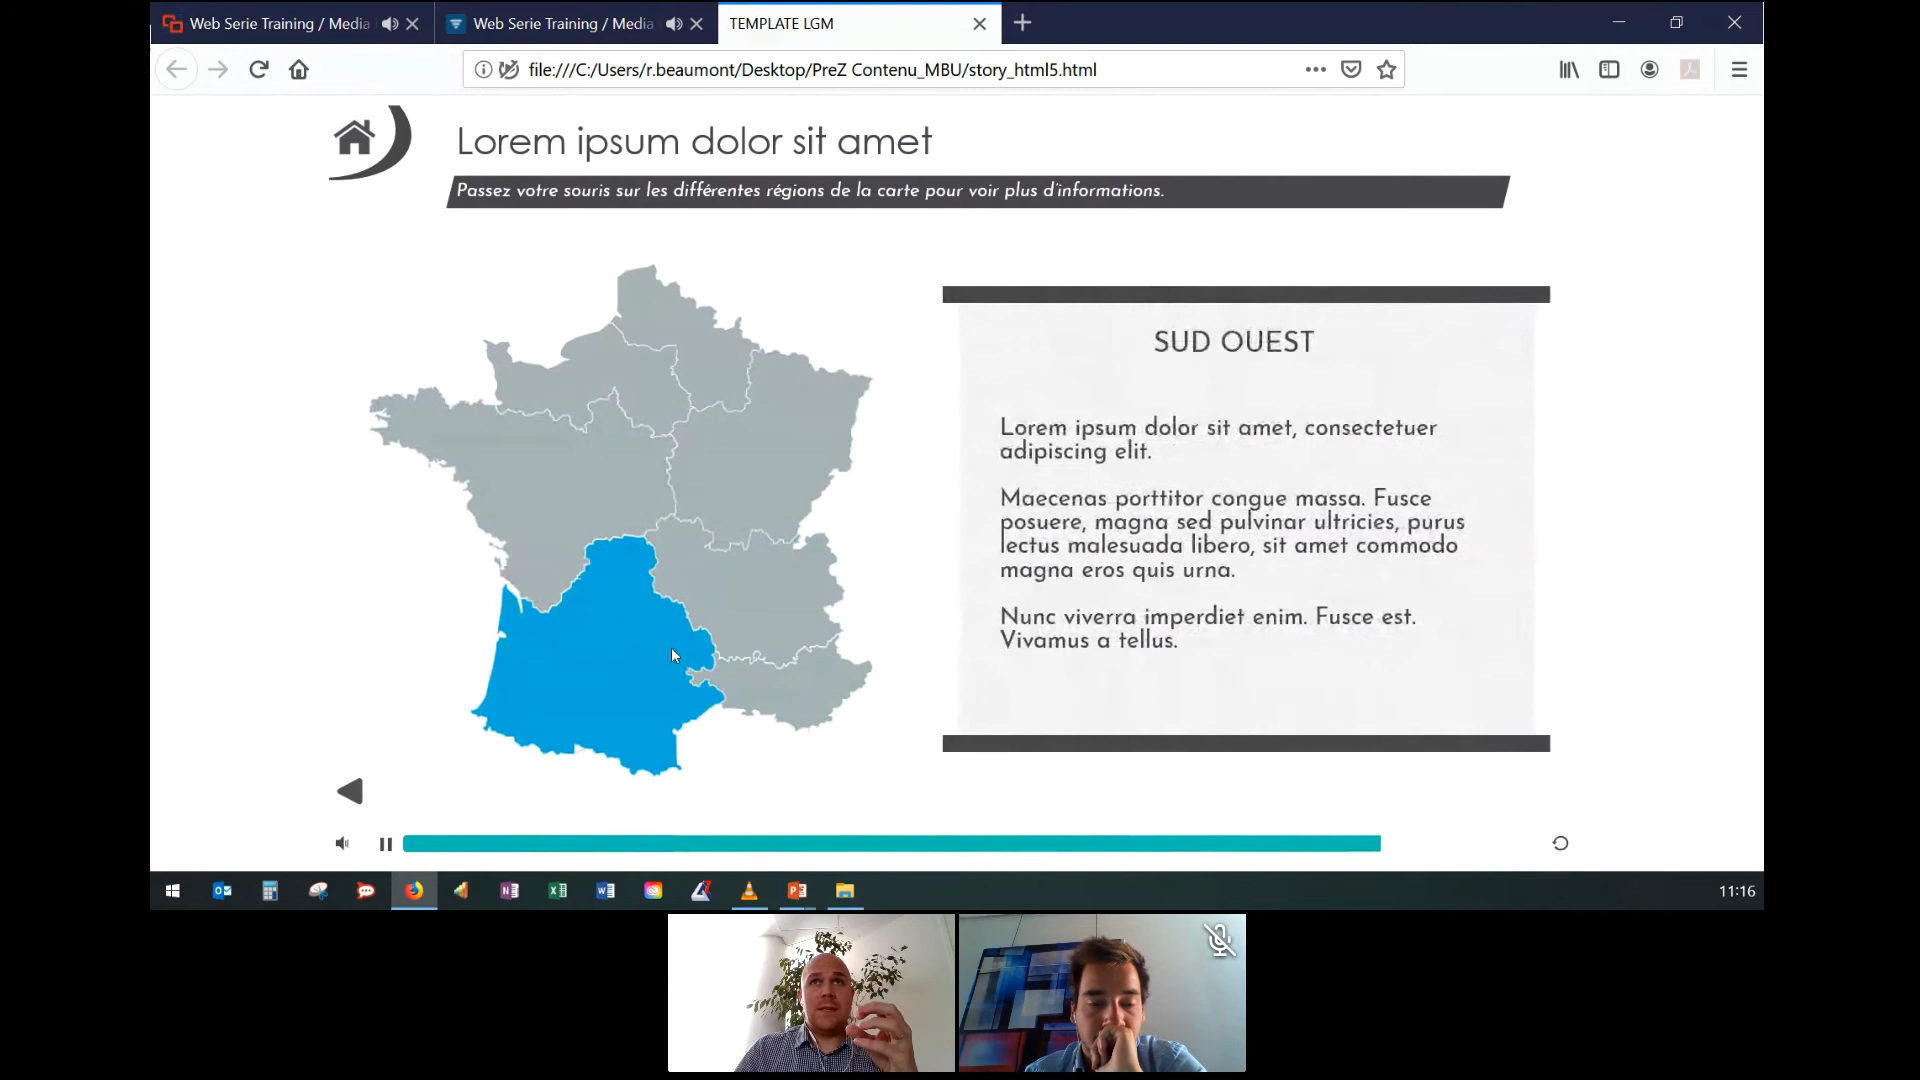 Web Serie Training / Media
Web Serie Training / Media
TEMPLATE LGM
file:///C:/Users/r.beaumont/Desktop/PreZ Contenu_MBU/story_html5.html
Lorem ipsum dolor sit amet
Passez votre souris sur les différentes régions de la carte pour voir plus d'informations.
SUD OUEST
Lorem ipsum dolor sit amet, consectetuer
adipiscing elit.
Maecenas porttitor congue massa. Fusce
posuere, magna sed pulvinar ultricies, purus
lectus malesuada libero, sit amet commodo
magna eros quis urna.
Nunc viverra imperdiet enim. Fusce est.
Vivamus a tellus.
11:16